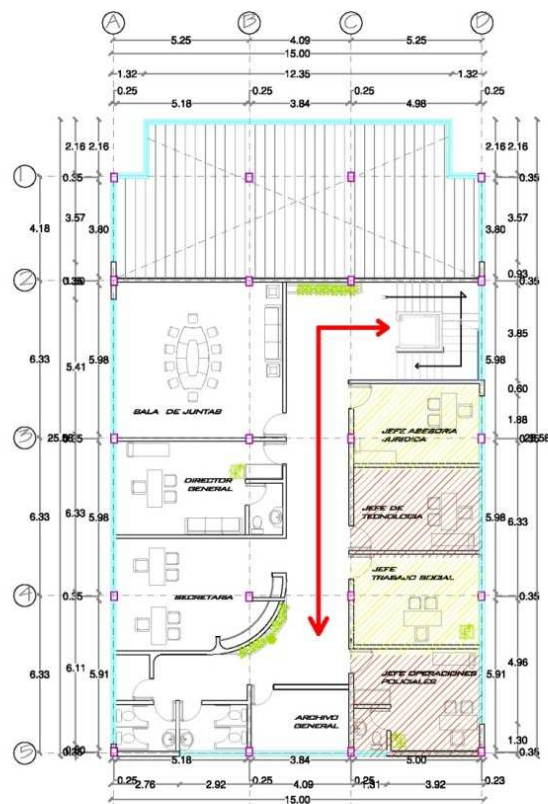 A B C D
5.25 4.09 5.25
15.00
1.32 12.35 1.32
0.25 0.25 0.25 0.25
5.18 3.84 4.98
2.16 2.16 2.16 2.16
1 0.35 0.35
4.18 3.57 3.80 3.80 3.57
0.93
2 0.35
3.85
6.33 5.41 5.98 5.98
0.60
SALA DE JUNTAS
1.88
JEFE ASESORIA
JURIDICA
3
DIRECTOR
GENERAL
JEFE DE
TECNOLOGIA
6.33 6.33 5.98 5.98 6.33
JEFE
TRABAJO SOCIAL
4 0.35 SECRETARIA 0.35
6.33 6.11 5.91 5.91 4.96
JEFE OPERACIONES
POLICIALES
ARCHIVO
GENERAL
1.30
5 0.35
5.18 3.84 5.00
0.25 0.25 0.25 0.23
2.76 2.92 4.09 1.31 3.92
15.00